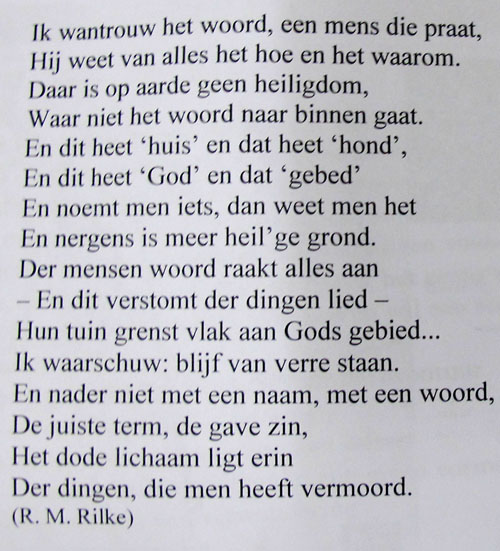 Ik wantrouw het woord, een mens die praat,
Hij weet van alles het hoe en het waarom.
Daar is op aarde geen heiligdom,
Waar niet het woord naar binnen gaat.
En dit heet ‘huis’ en dat heet ‘hond’,
En dit heet ‘God’ en dat ‘gebed’
En noemt men iets, dan weet men het
En nergens is meer heil’ge grond.
Der mensen woord raakt alles aan
– En dit verstomt der dingen lied –
Hun tuin grenst vlak aan Gods gebied...
Ik waarschuw: blijf van verre staan.
En nader niet met een naam, met een woord,
De juiste term, de gave zin,
Het dode lichaam ligt erin
Der dingen, die men heeft vermoord.
(R. M. Rilke)